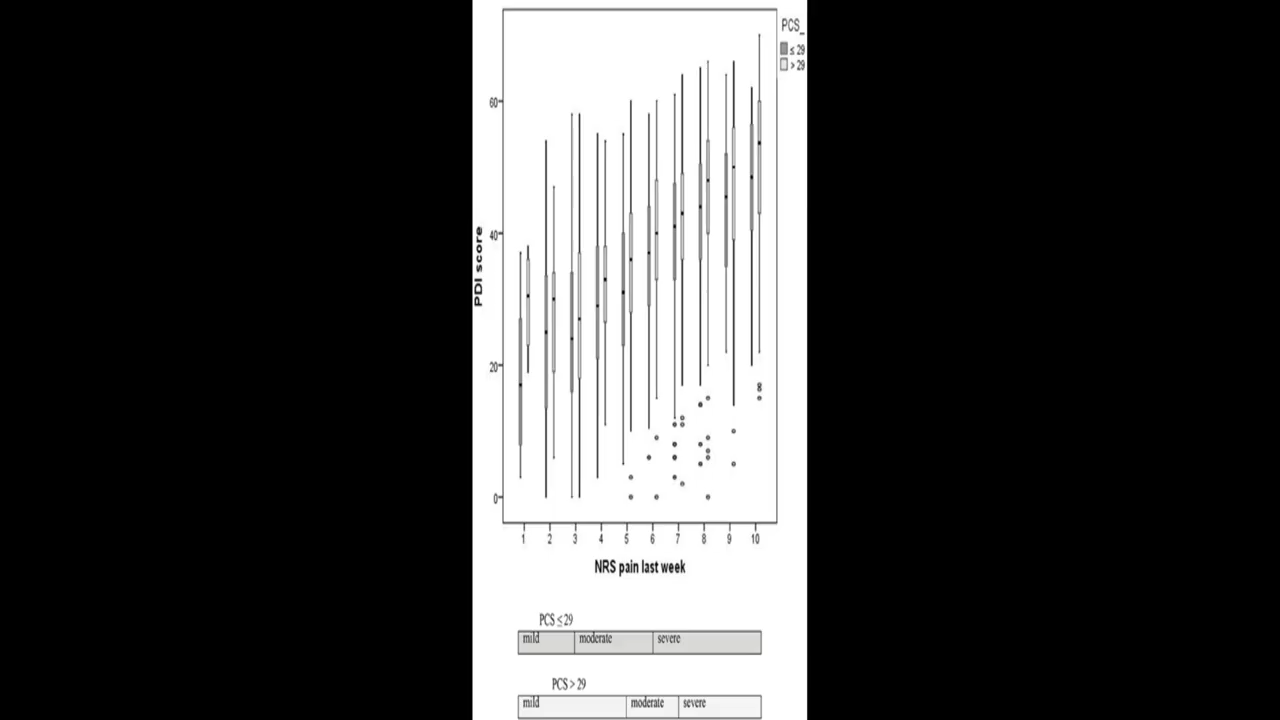 PCS_
≤ 29
> 29
60
40
20
0
PDI score
1 2 3 4 5 6 7 8 9 10
NRS pain last week
PCS ≤ 29
mild moderate severe
PCS > 29
mild moderate severe